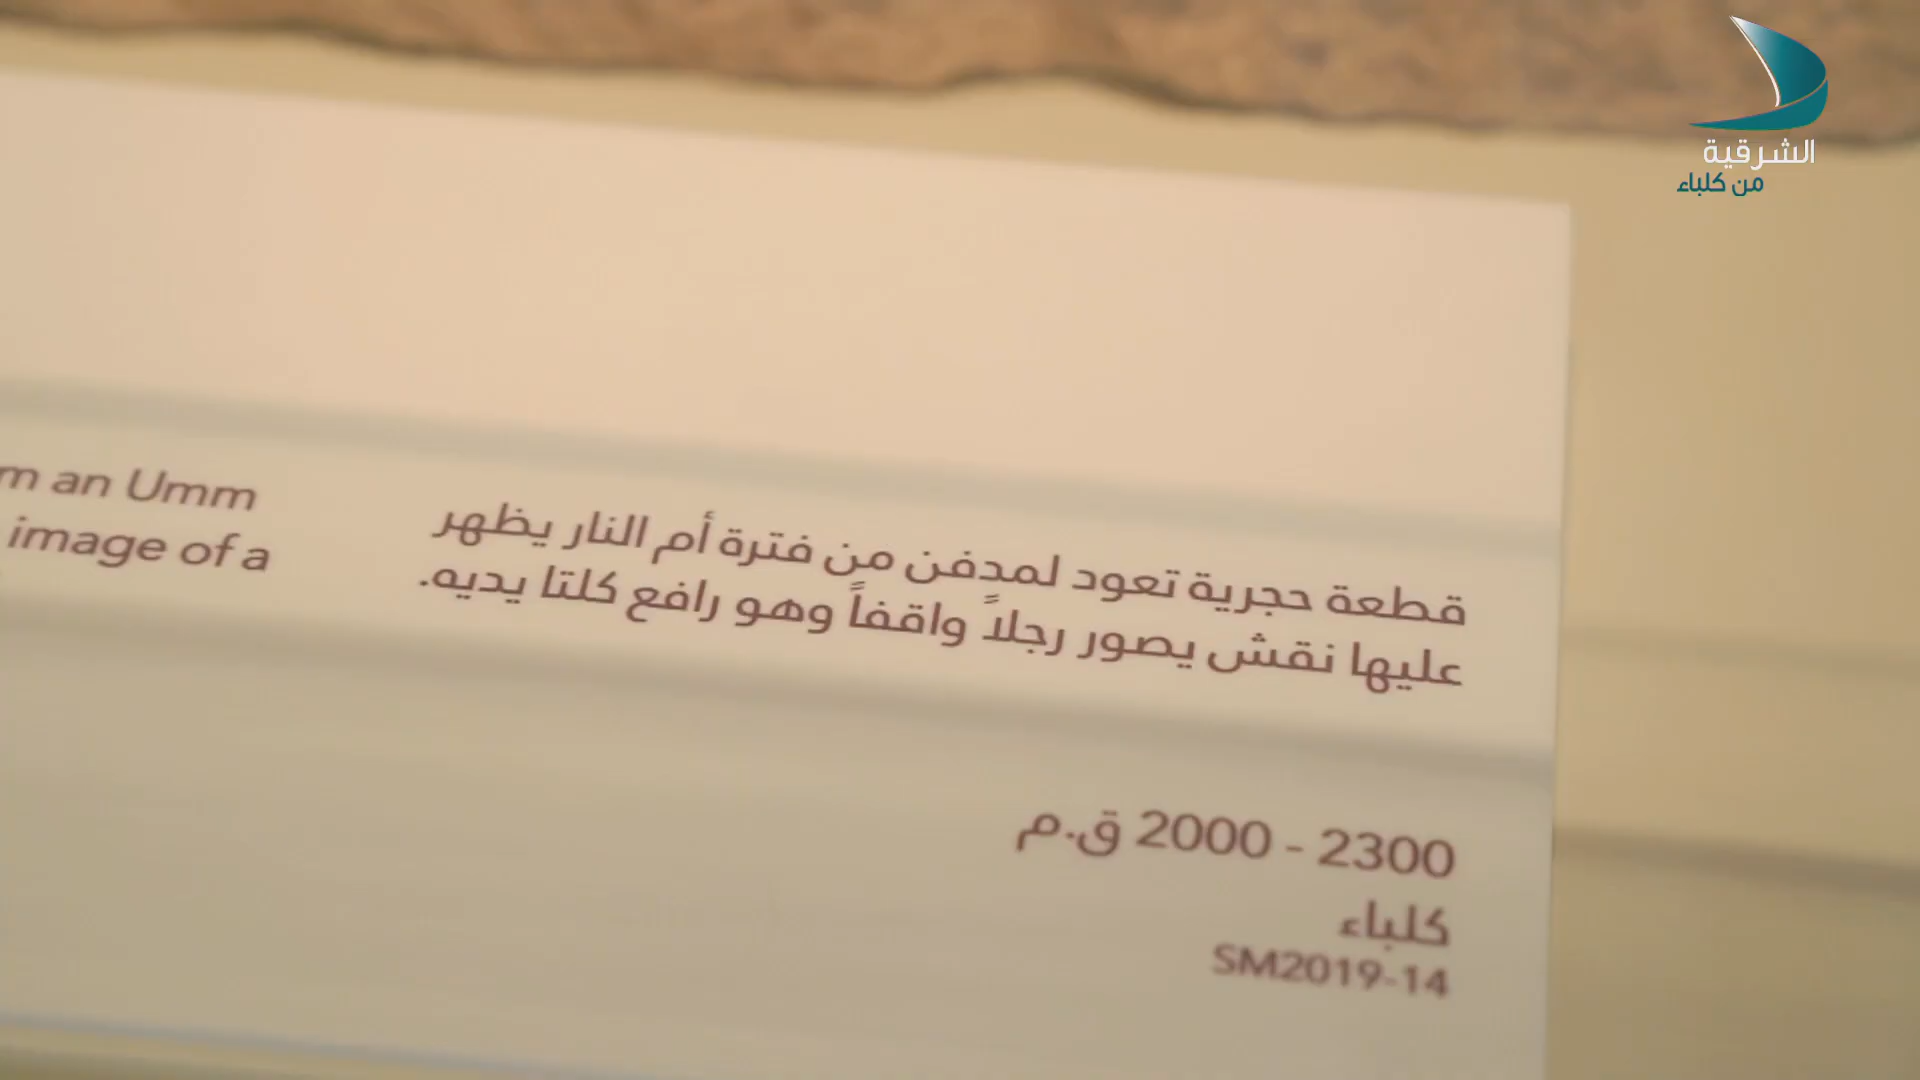 الشرقية
من كلباء
قطعة حجرية تعود لمدفن من فترة أم النار يظهر
عليها نقش يصور رجلاً واقفاً وهو رافع كلتا يديه.
2300 - 2000 ق.م
كلباء
SM2019-14
an Umm
image of a